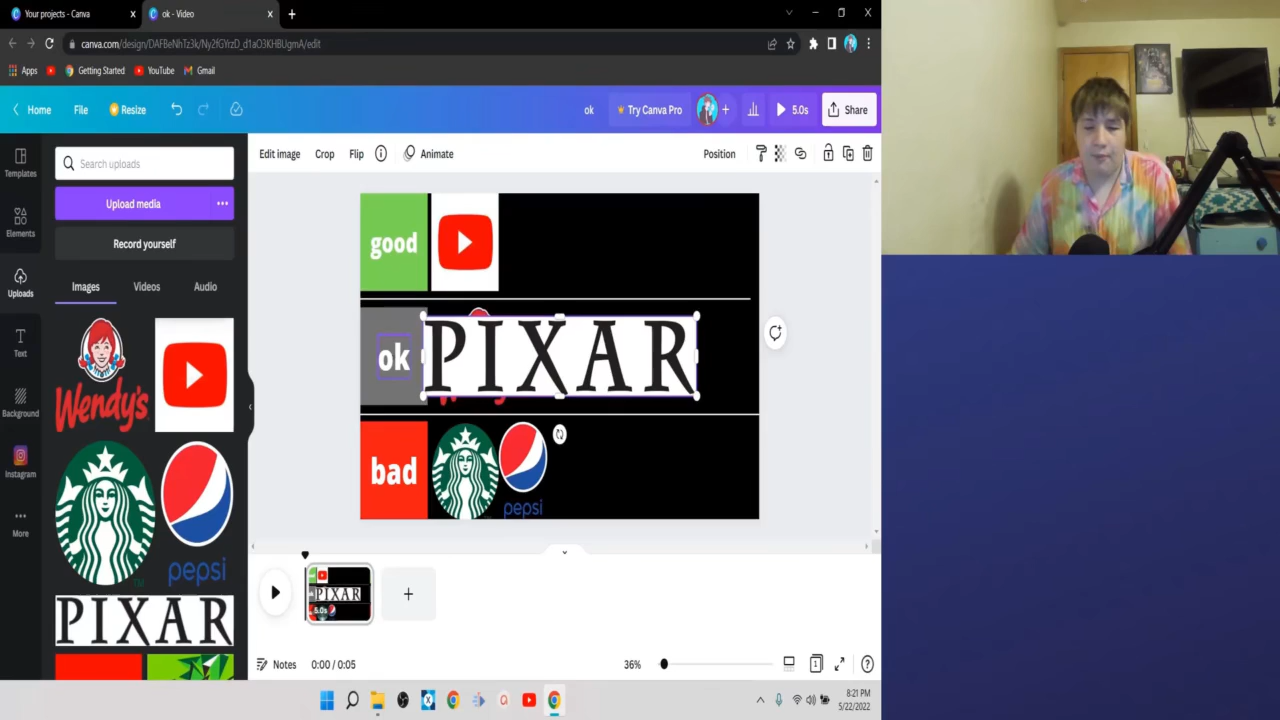 Your projects - Canva
ok - Video
canva.com/design/DAFBeNhTz3k/Ny2fGYrzD_d1aO3KHBUgmA/edit
Apps
Getting Started
YouTube
Gmail
Home
File
Resize
ok
Try Canva Pro
5.0s
Share
Templates
Elements
Uploads
Text
Background
Instagram
More
Search uploads
Upload media
Record yourself
Images
Videos
Audio
Wendy's
pepsi
PIXAR
Edit image
Crop
Flip
Animate
Position
good
ok
PIXAR
bad
pepsi
PIXAR
5.0s
Notes
0:00 / 0:05
36%
1
8:21 PM
5/22/2022